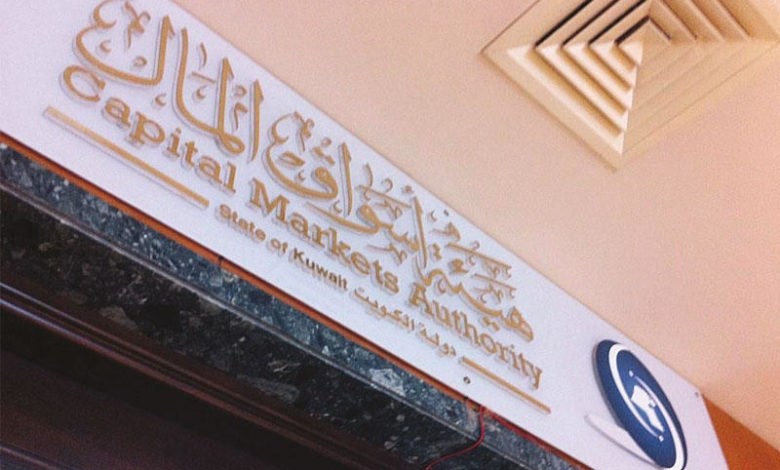 هيئة أسواق المال
Capital Markets Authority
State of Kuwait دولة الكويت